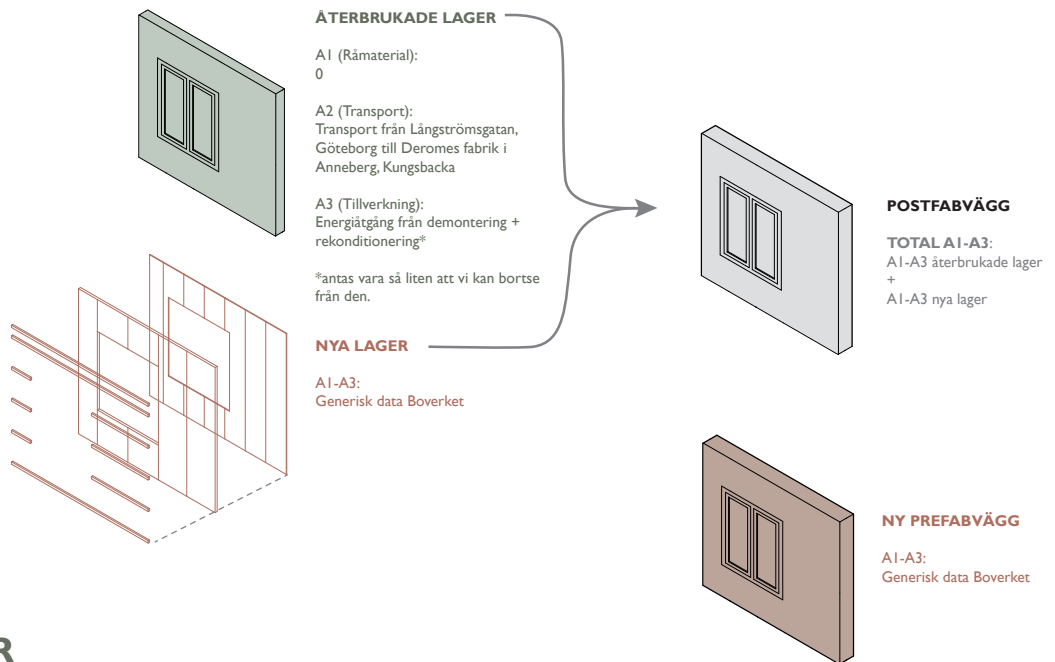 ÅTERBRUKADE LAGER
A1 (Råmaterial):
0
A2 (Transport):
Transport från Långströmsgatan,
Göteborg till Deromes fabrik i
Anneberg, Kungsbacka
A3 (Tillverkning):
Energiåtgång från demontering +
rekonditionering*
*antas vara så liten att vi kan bortse
från den.
NYA LAGER
A1-A3:
Generisk data Boverket
POSTFABVÄGG
TOTAL A1-A3:
A1-A3 återbrukade lager
+
A1-A3 nya lager
NY PREFABVÄGG
A1-A3:
Generisk data Boverket
R